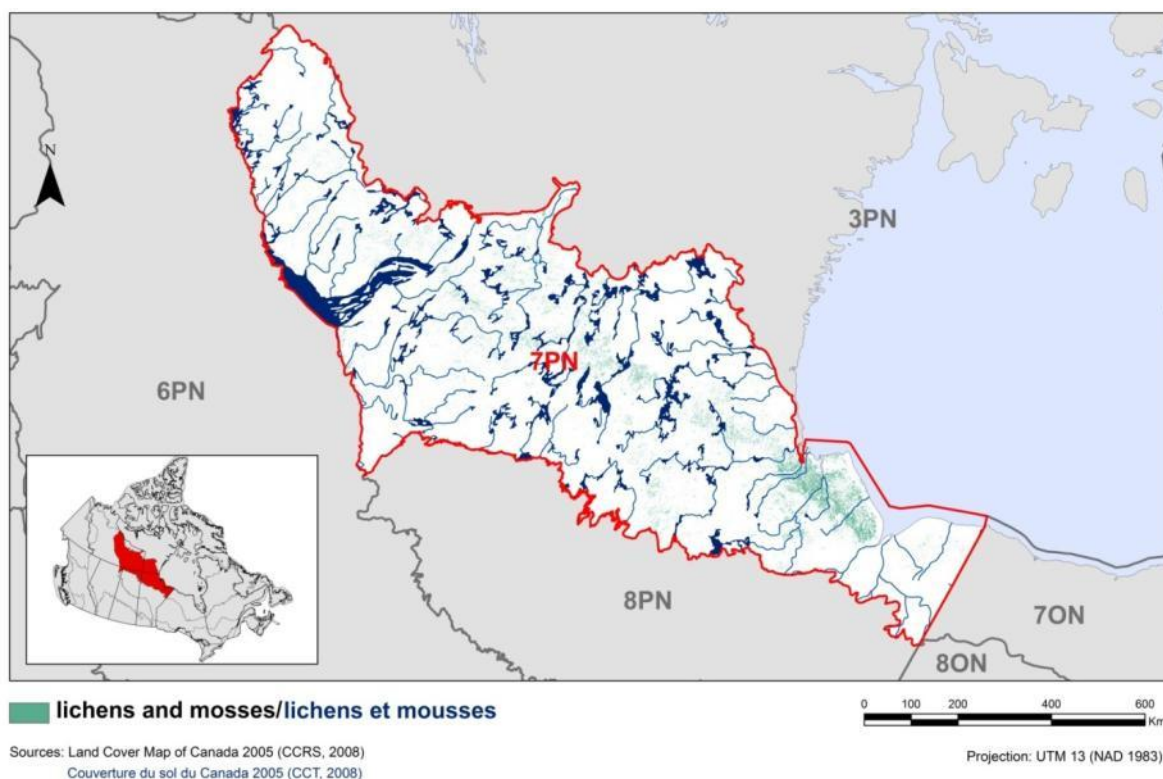 N
3PN
7PN
6PN
8PN
7ON
8ON
lichens and mosses/lichens et mousses
0 100 200 400 600
Km
Sources: Land Cover Map of Canada 2005 (CCRS, 2008)
Couverture du sol du Canada 2005 (CCT, 2008)
Projection: UTM 13 (NAD 1983)